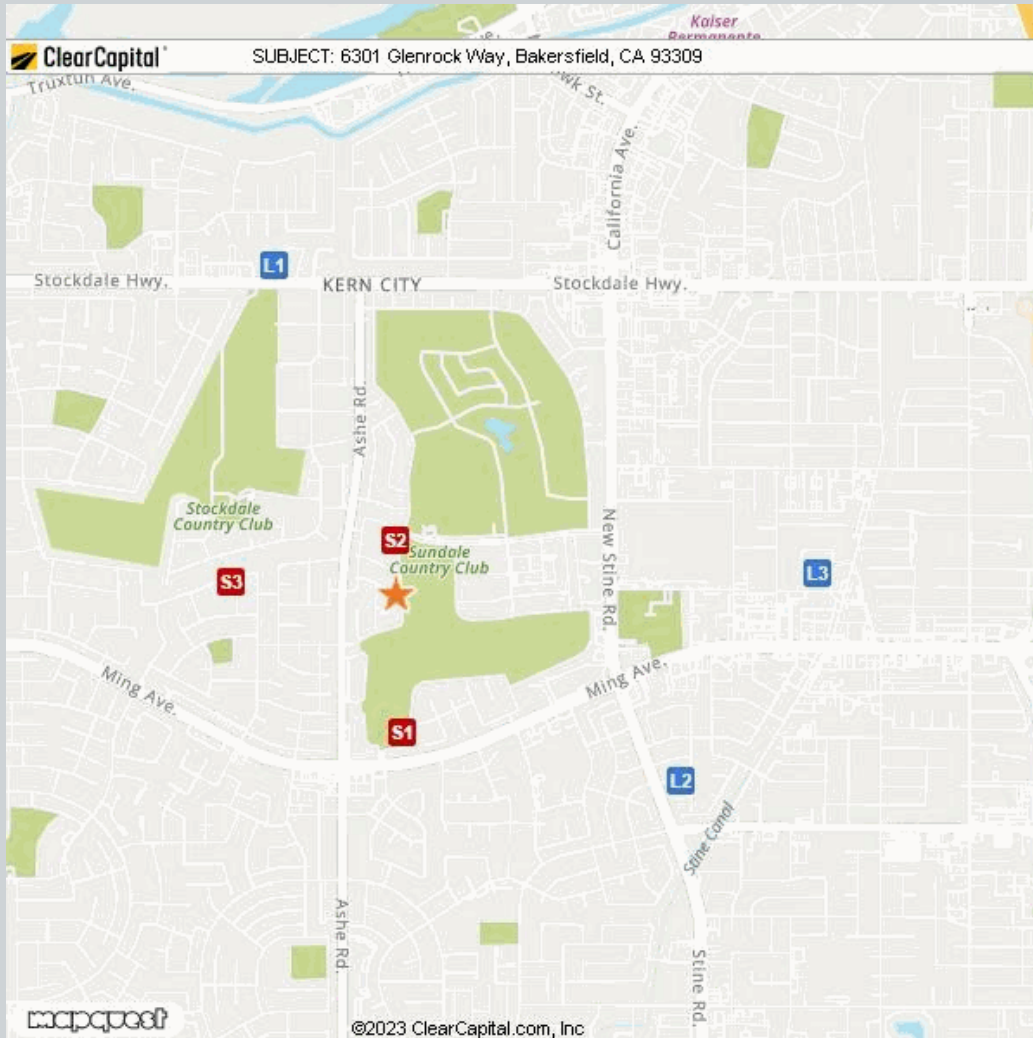 Kaiser
Permanente
ClearCapital
SUBJECT: 6301 Glenrock Way, Bakersfield, CA 93309
Truxtun Ave.
California Ave.
L1
Stockdale Hwy.
KERN CITY
Stockdale Hwy.
Ashe Rd.
Stockdale
Country Club
New Stine Rd.
S2
Sundale
Country Club
S3
L3
Ming Ave.
Ming Ave.
S1
L2
Stine Canal
Ashe Rd.
Stine Rd.
mapquest
©2023 ClearCapital.com, Inc